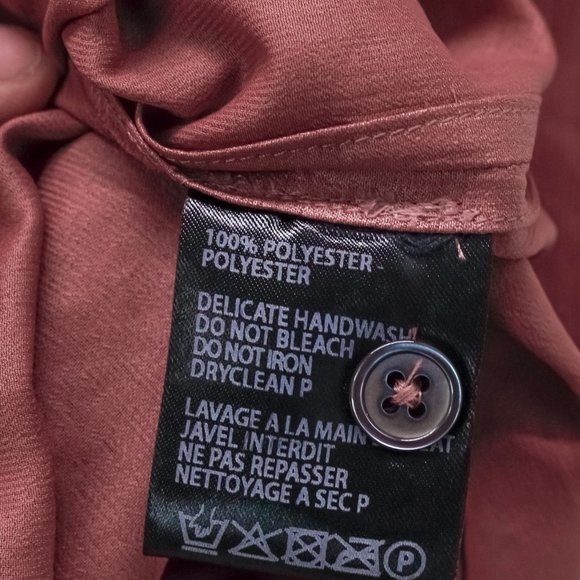 100% POLYESTER
POLYESTER
DELICATE HANDWASH
DO NOT BLEACH
DO NOT IRON
DRYCLEAN P
LAVAGE A LA MAIN
JAVEL INTERDIT
NE PAS REPASSER
NETTOYAGE A SEC P
P